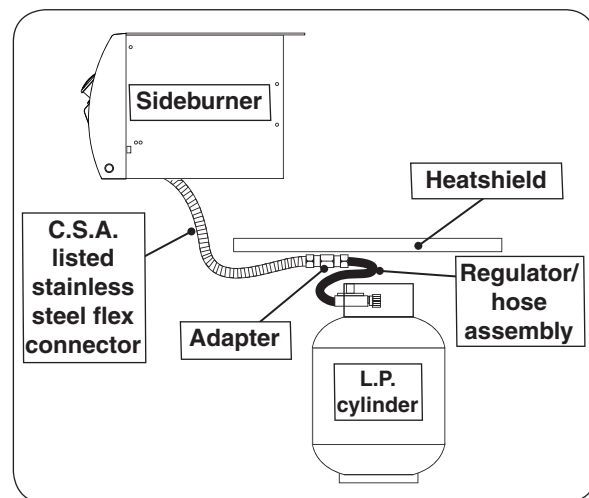 Sideburner
Heatshield
C.S.A.
listed
stainless
steel flex
connector
Adapter
Regulator/
hose
assembly
L.P.
cylinder